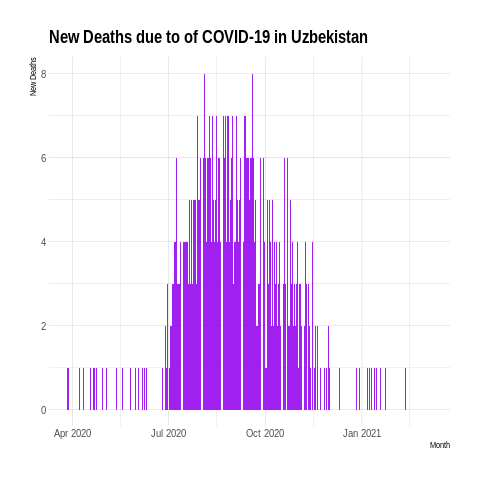 New Deaths due to of COVID-19 in Uzbekistan
New Deaths
8
6
4
2
0
Apr 2020
Jul 2020
Oct 2020
Jan 2021
Month